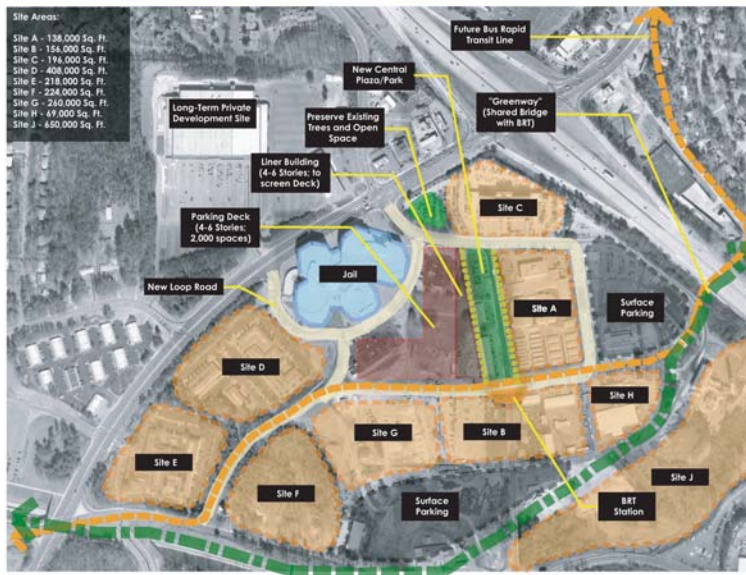 Site Areas:
Site A - 138,000 Sq. Ft.
Site B - 156,000 Sq. Ft.
Site C - 196,000 Sq. Ft.
Site D - 408,000 Sq. Ft.
Site E - 218,000 Sq. Ft.
Site F - 224,000 Sq. Ft.
Site G - 260,000 Sq. Ft.
Site H - 69,000 Sq. Ft.
Site J - 650,000 Sq. Ft.
Future Bus Rapid
Transit Line
New Central
Plaza/Park
Long-Term Private
Development Site
"Greenway"
(Shared Bridge
with BRT)
Preserve Existing
Trees and Open
Space
Liner Building
(4-6 Stories; to
screen Deck)
Site C
Parking Deck
(4-6 Stories;
2,000 spaces)
Jail
New Loop Road
Site A
Surface
Parking
Site D
Site H
Site G
Site B
Site E
Site J
Site F
Surface
Parking
BRT
Station